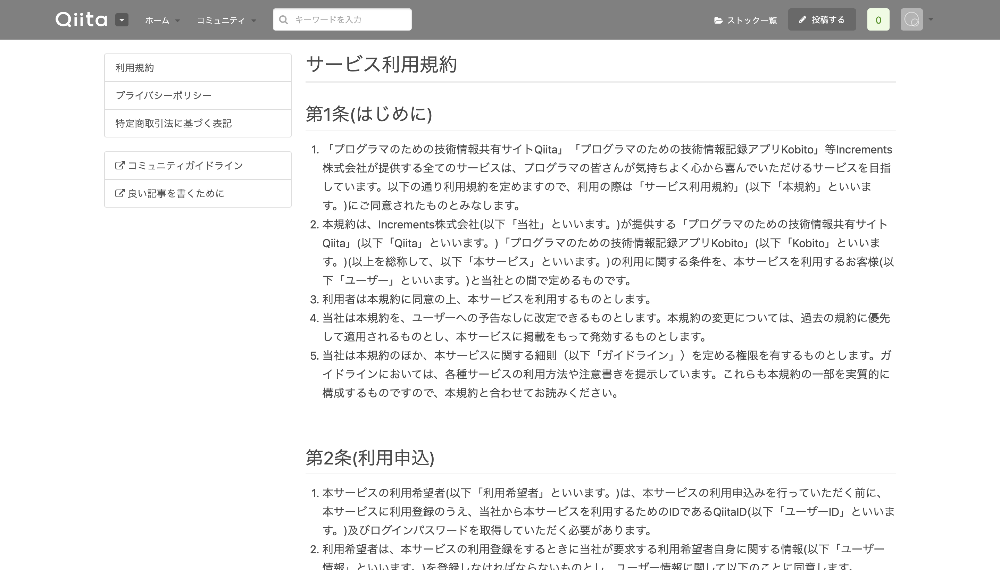 Qiita
ホーム
コミュニティ
キーワードを入力
ストック一覧
投稿する
0
利用規約
プライバシーポリシー
特定商取引法に基づく表記
コミュニティガイドライン
良い記事を書くために
サービス利用規約
第1条(はじめに)
1. 「プログラマのための技術情報共有サイトQiita」「プログラマのための技術情報記録アプリKobito」等Increments
株式会社が提供する全てのサービスは、プログラマの皆さんが気持ちよく心から喜んでいただけるサービスを目指
しています。以下の通り利用規約を定めますので、利用の際は「サービス利用規約」(以下「本規約」といいま
す。)にご同意されたものとみなします。
2. 本規約は、Increments株式会社(以下「当社」といいます。)が提供する「プログラマのための技術情報共有サイト
Qiita」(以下「Qiita」といいます。)「プログラマのための技術情報記録アプリKobito」(以下「Kobito」といいま
す。)(以上を総称して、以下「本サービス」といいます。)の利用に関する条件を、本サービスを利用するお客様(以
下「ユーザー」といいます。)と当社との間で定めるものです。
3. 利用者は本規約に同意の上、本サービスを利用するものとします。
4. 当社は本規約を、ユーザーへの予告なしに改定できるものとします。本規約の変更については、過去の規約に優先
して適用されるものとし、本サービスに掲載をもって発効するものとします。
5. 当社は本規約のほか、本サービスに関する細則（以下「ガイドライン」）を定める権限を有するものとします。ガ
イドラインにおいては、各種サービスの利用方法や注意書きを提示しています。これらも本規約の一部を実質的に
構成するものですので、本規約と合わせてお読みください。
第2条(利用申込)
1. 本サービスの利用希望者(以下「利用希望者」といいます。)は、本サービスの利用申込みを行っていただく前に、
本サービスに利用登録のうえ、当社から本サービスを利用するためのIDであるQiitaID(以下「ユーザーID」といいま
す。)及びログインパスワードを取得していただく必要があります。
2. 利用希望者は、本サービスの利用登録をするときに当社が要求する利用希望者自身に関する情報(以下「ユーザー
情報」といいます。)を登録しなければならないものとし、ユーザー情報に関して以下のことに同意します。